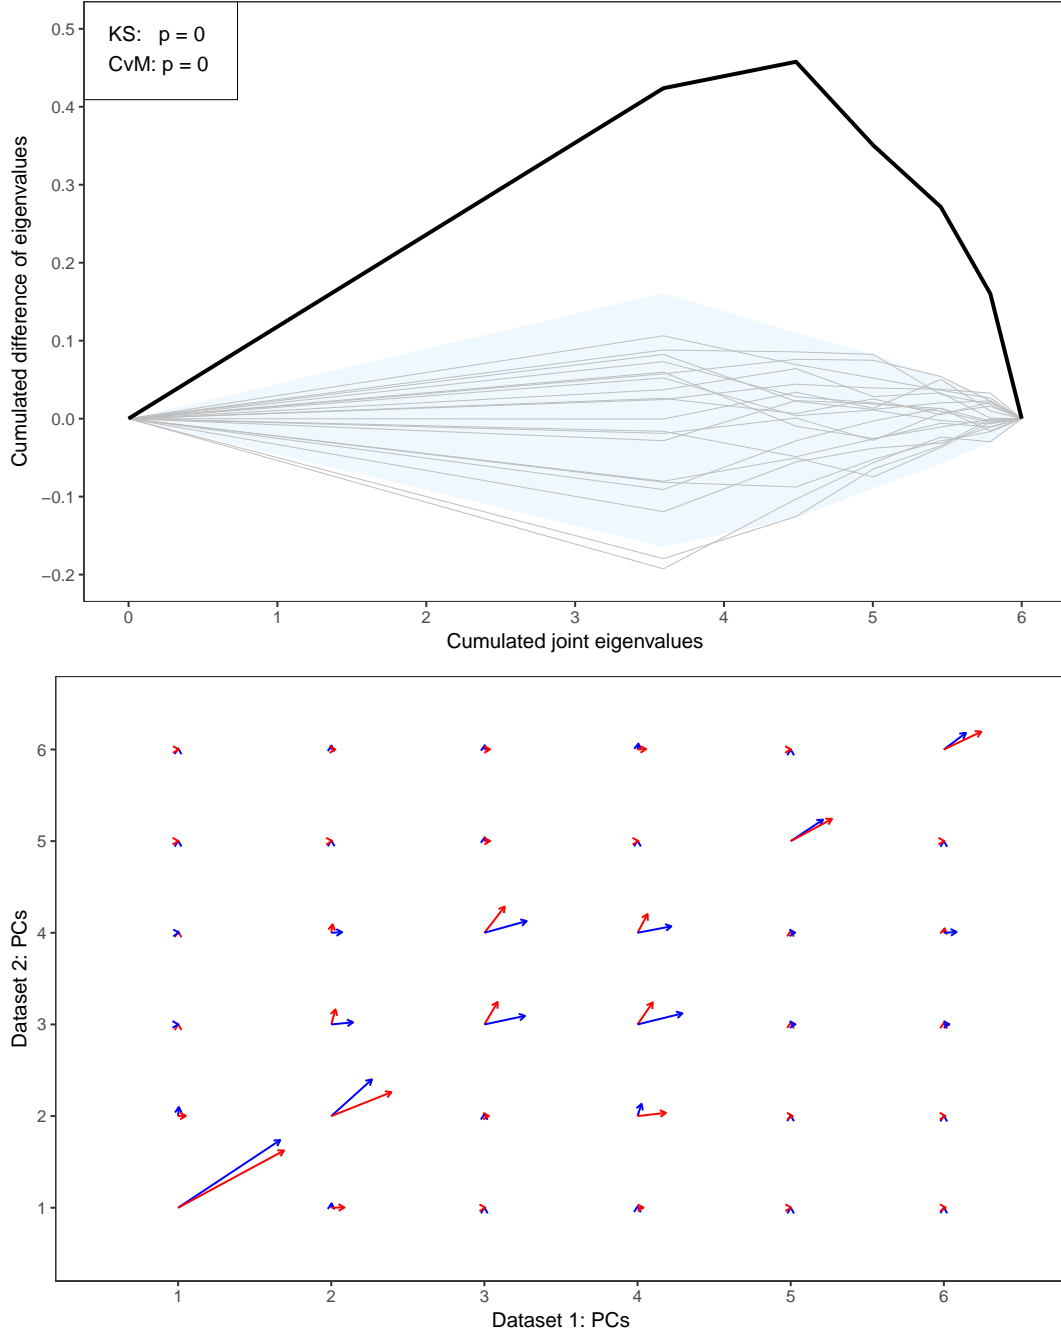 KS: p = 0
CvM: p = 0
Cumulated difference of eigenvalues
0.5
0.4
0.3
0.2
0.1
0.0
−0.1
−0.2
0 1 2 3 4 5 6
Cumulated joint eigenvalues
Dataset 2: PCs
6
5
4
3
2
1
1 2 3 4 5 6
Dataset 1: PCs